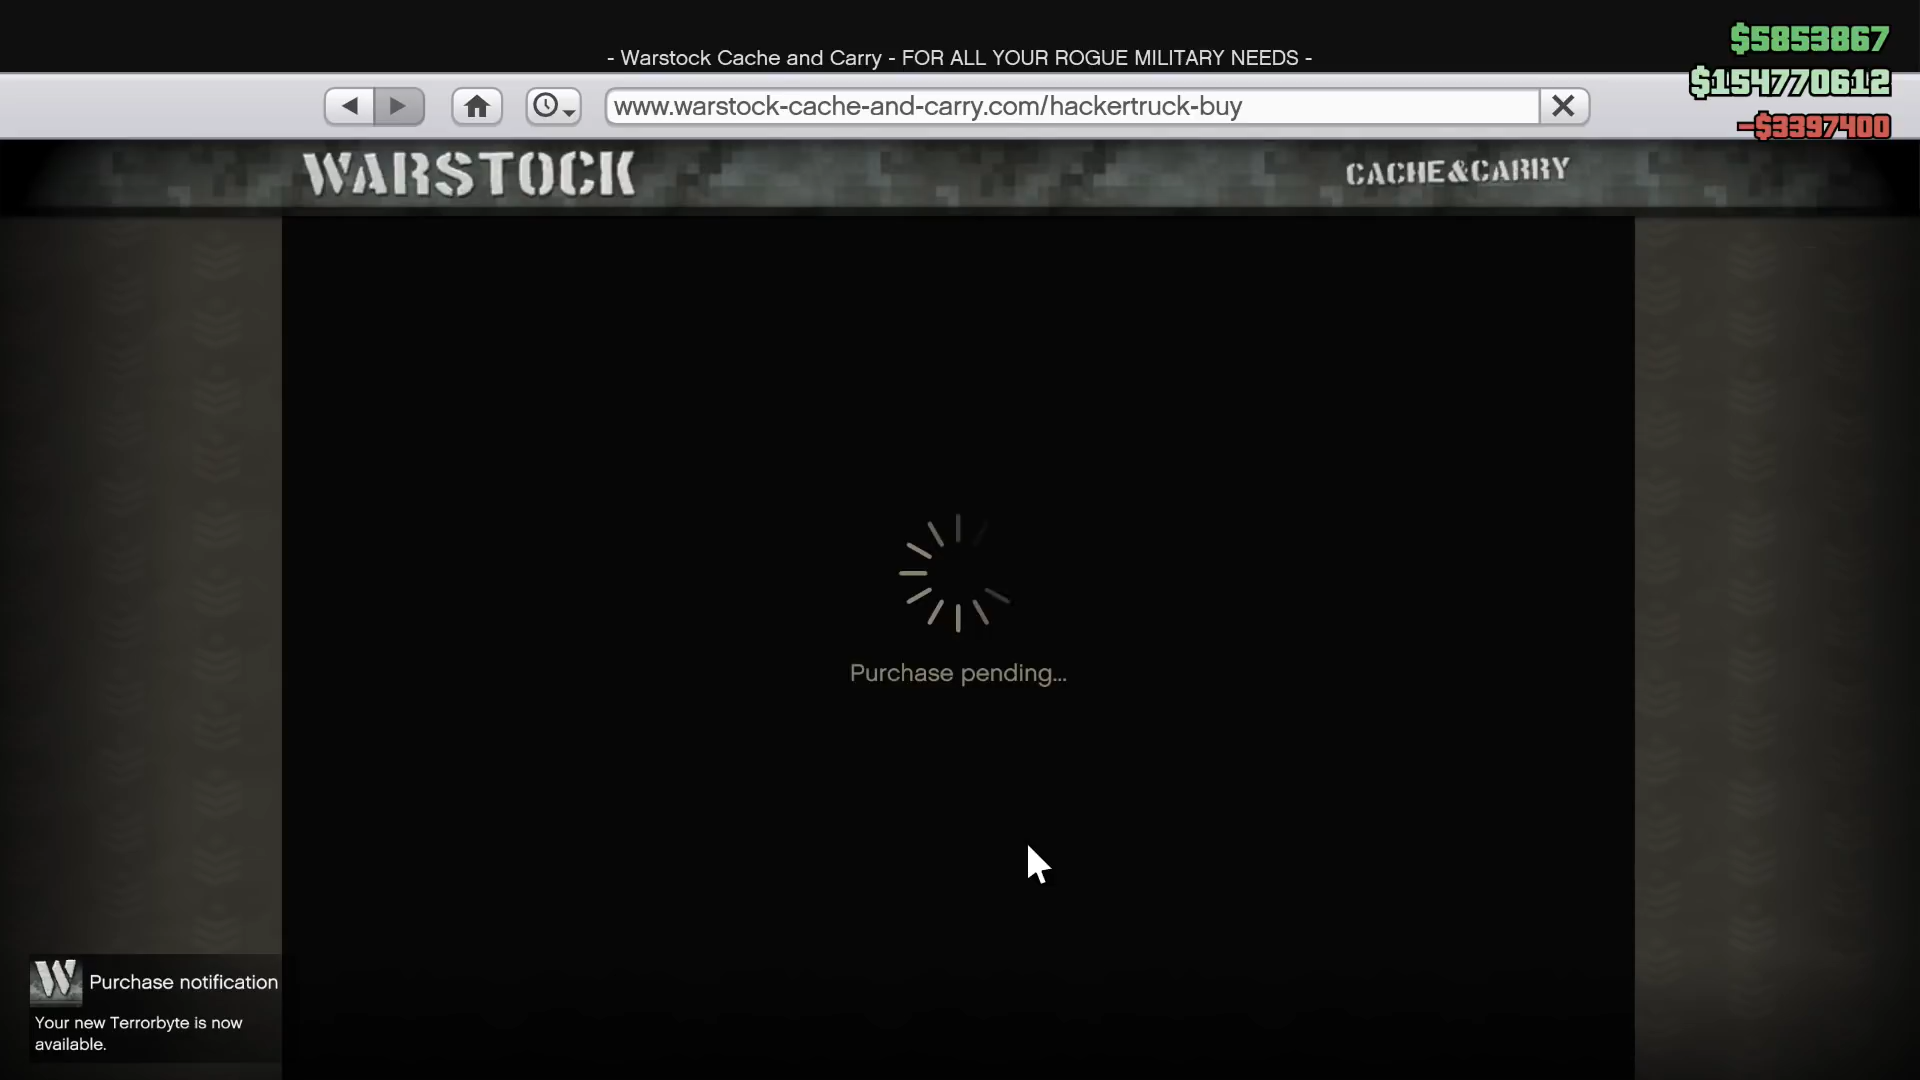 - Warstock Cache and Carry - FOR ALL YOUR ROGUE MILITARY NEEDS -
$5853867
$154770612
-$3397400
www.warstock-cache-and-carry.com/hackertruck-buy
WARSTOCK
CACHE&CARRY
Purchase pending...
W
Purchase notification
Your new Terrorbyte is now
available.